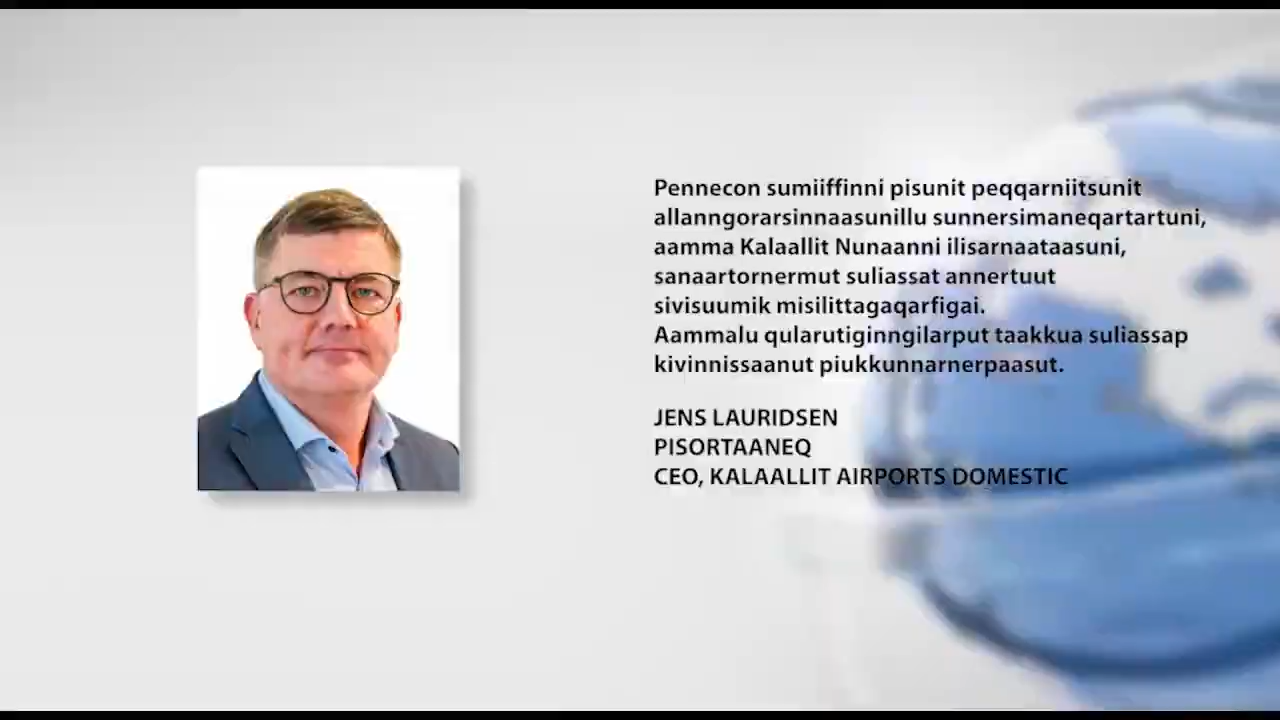 Pennecon sumiiffinni pisunit peqqarniitsunit
allanngorarsinnaasunillu sunnersimaneqartartuni,
aamma Kalaallit Nunaanni ilisarnaataasuni,
sanaartornermut suliassat annertuut
sivisuumik misilittagaqarfigai.
Aammalu qularutiginngilarput taakkua suliassap
kivinnissaanut piukkunnarnerpaasut.
JENS LAURIDSEN
PISORTAANEQ
CEO, KALAALLIT AIRPORTS DOMESTIC